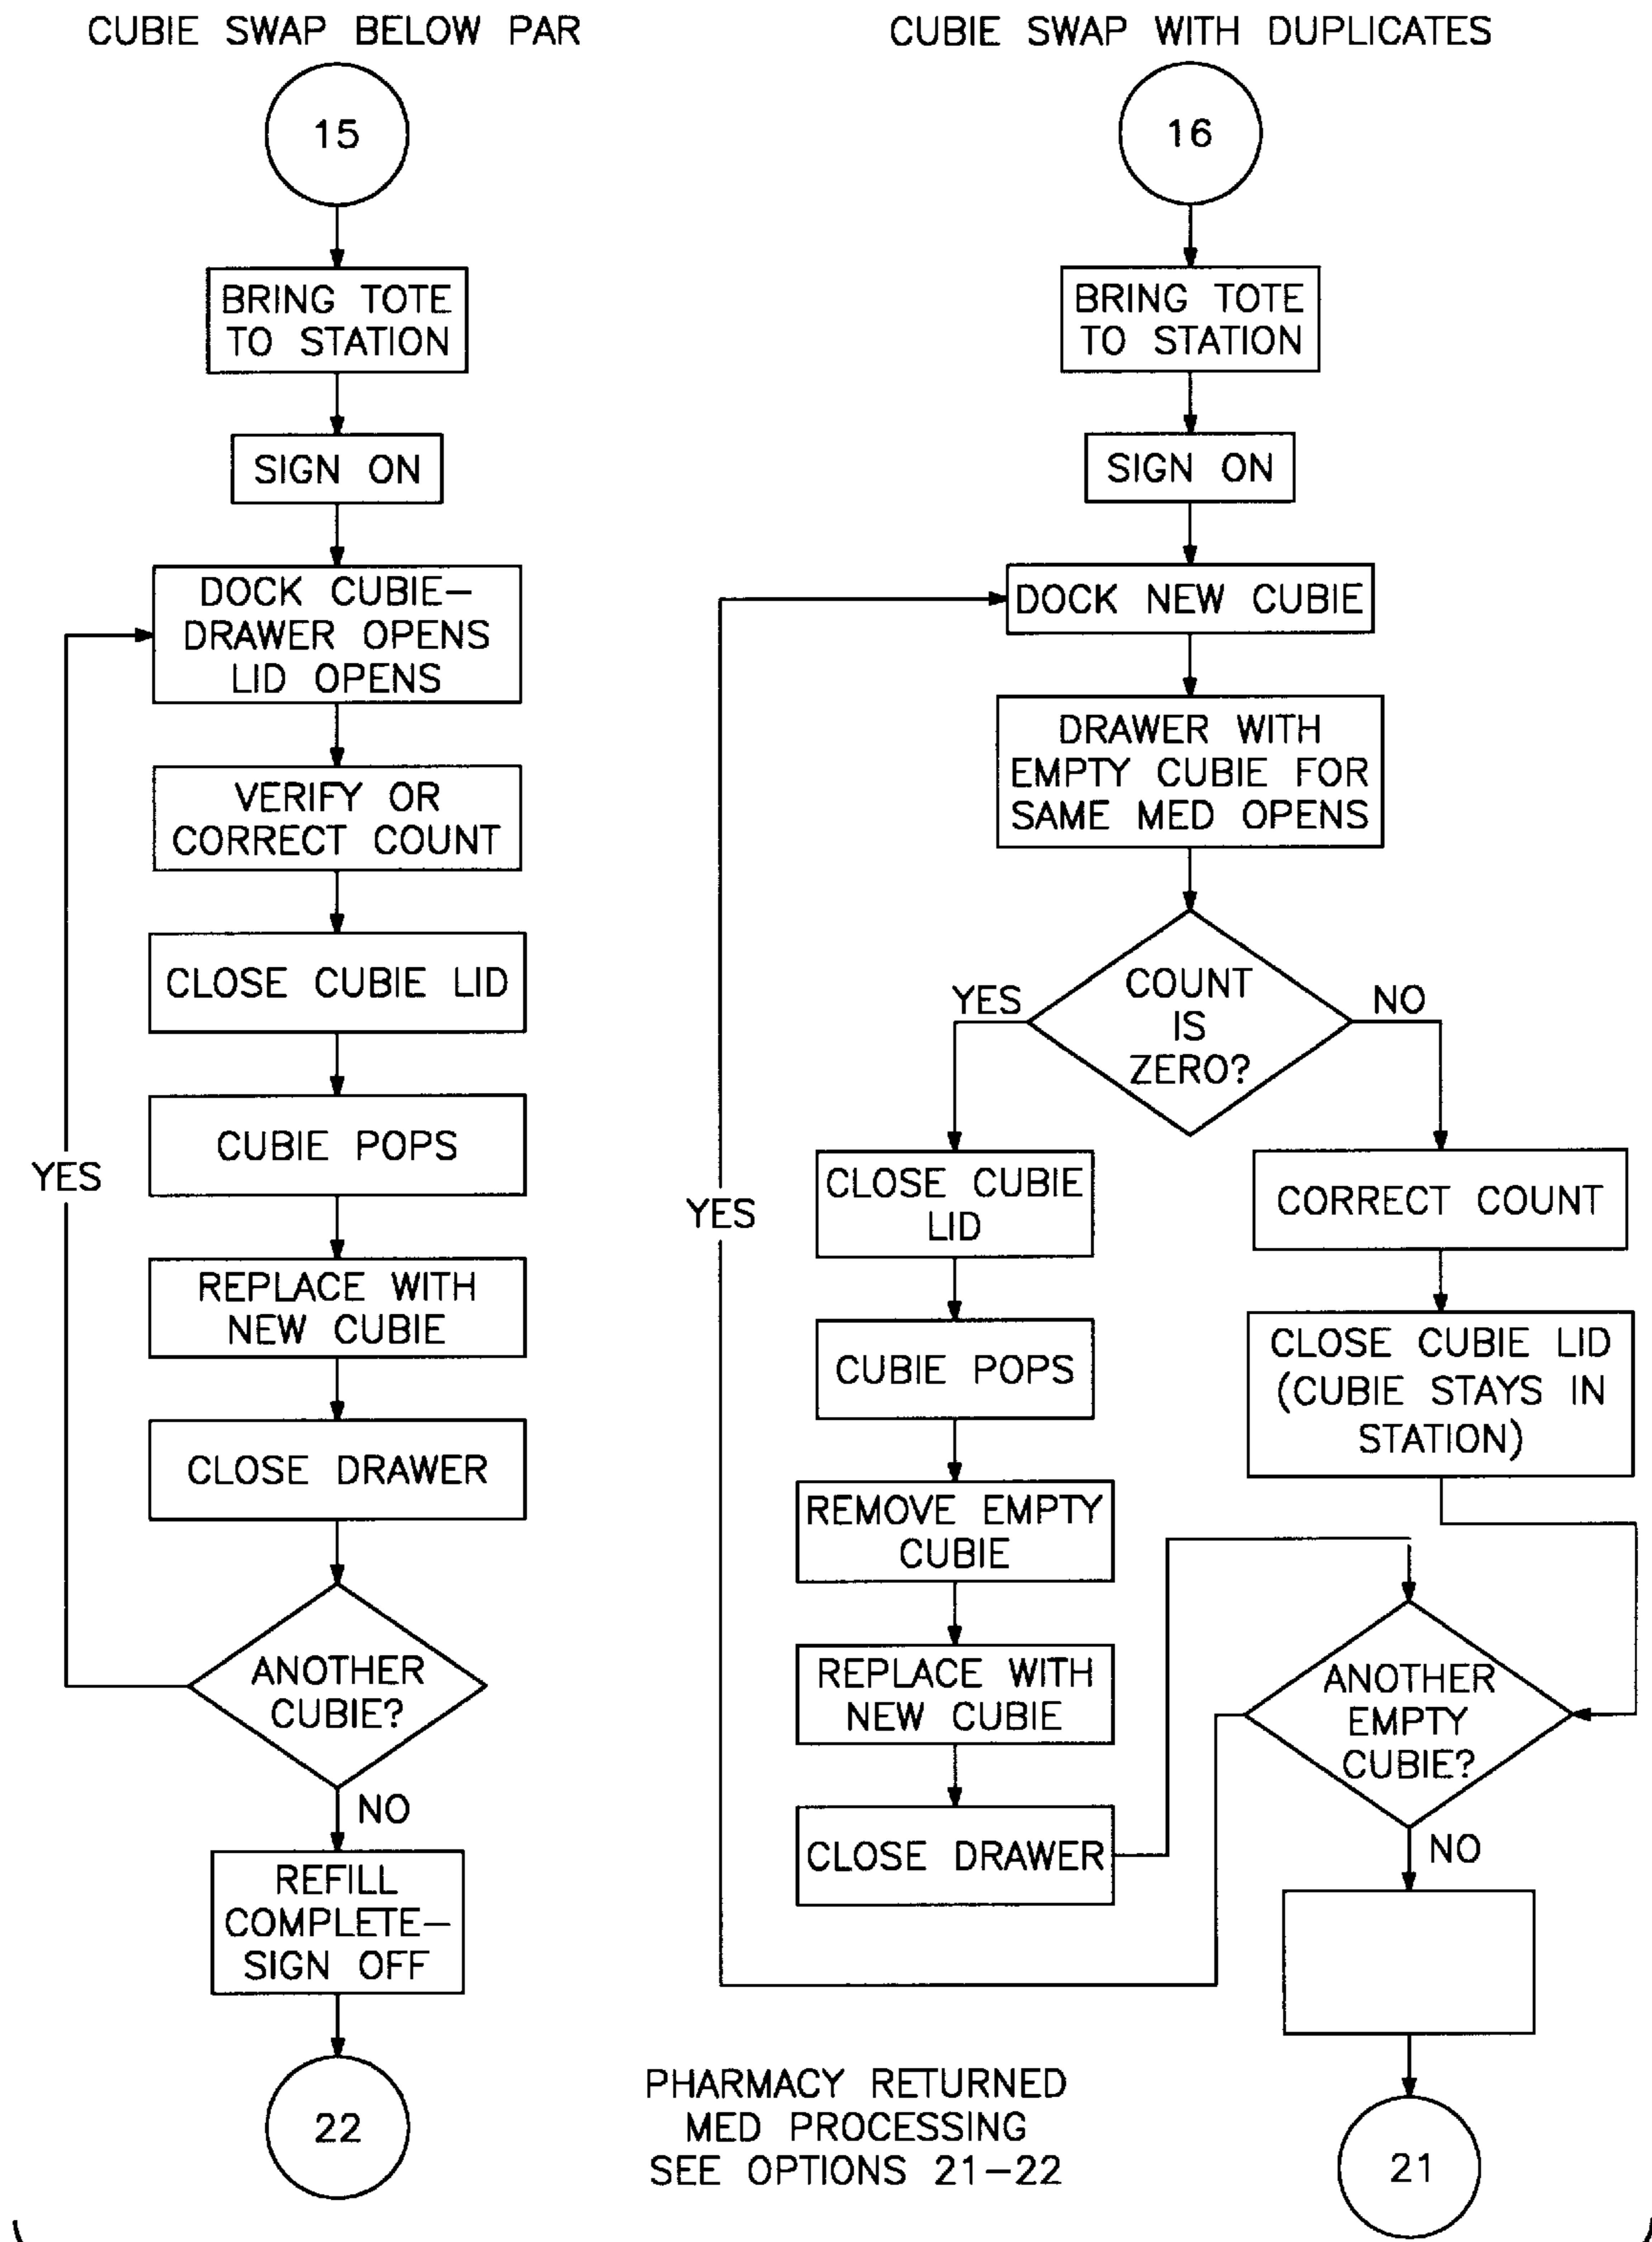 CUBIE SWAP BELOW PAR
15
BRING TOTE
TO STATION
SIGN ON
DOCK CUBIE—
DRAWER OPENS
LID OPENS
VERIFY OR
CORRECT COUNT
CLOSE CUBIE LID
CUBIE POPS
YES
REPLACE WITH
NEW CUBIE
CLOSE DRAWER
ANOTHER
CUBIE?
NO
REFILL
COMPLETE—
SIGN OFF
22
CUBIE SWAP WITH DUPLICATES
16
BRING TOTE
TO STATION
SIGN ON
DOCK NEW CUBIE
DRAWER WITH
EMPTY CUBIE FOR
SAME MED OPENS
COUNT
IS
ZERO?
YES
NO
CLOSE CUBIE
LID
YES
CUBIE POPS
REMOVE EMPTY
CUBIE
REPLACE WITH
NEW CUBIE
CLOSE DRAWER
CORRECT COUNT
CLOSE CUBIE LID
(CUBIE STAYS IN
STATION)
ANOTHER
EMPTY
CUBIE?
NO
21
PHARMACY RETURNED
MED PROCESSING
SEE OPTIONS 21—22